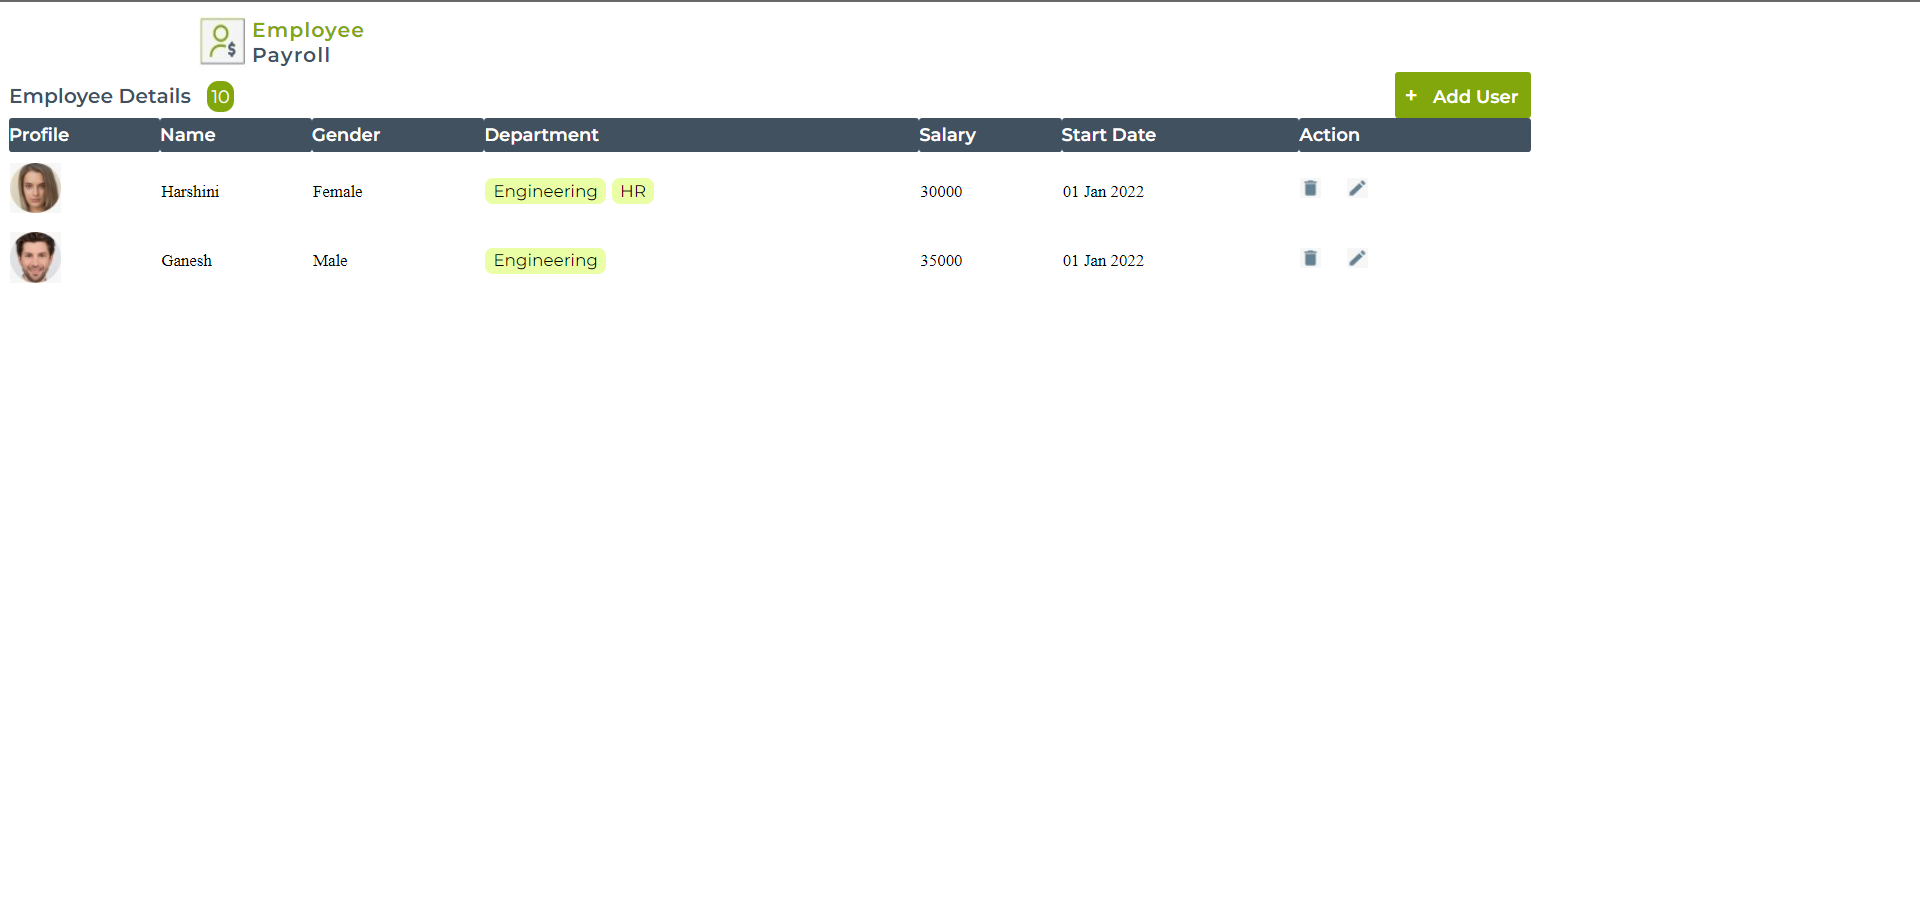 Employee
Payroll
Employee Details 10
+ Add User
Profile Name Gender Department Salary Start Date Action
Harshini Female Engineering HR 30000 01 Jan 2022
Ganesh Male Engineering 35000 01 Jan 2022